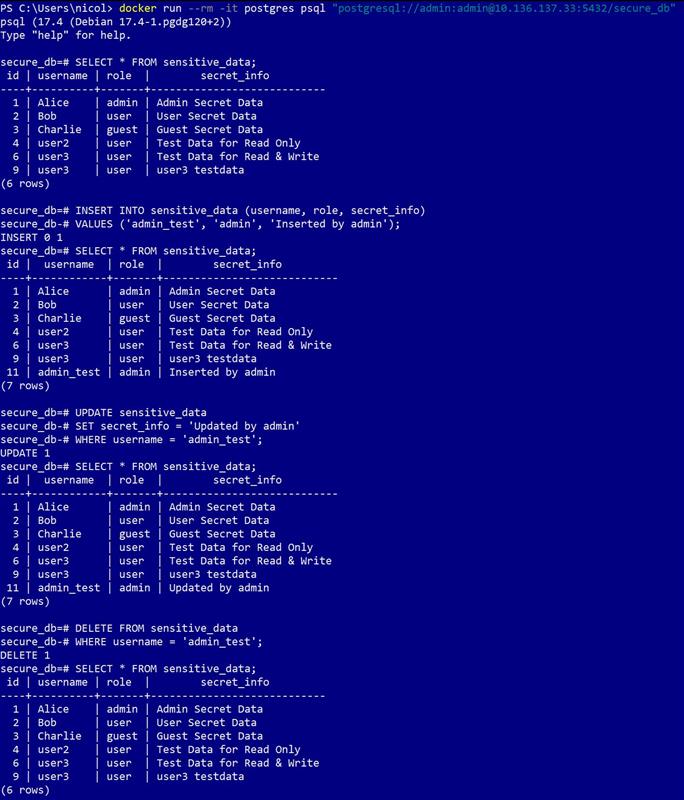 PS C:\Users\nicol> docker run --rm -it postgres psql "postgresql://admin:admin@10.136.137.33:5432/secure_db"
psql (17.4 (Debian 17.4-1.pgdg120+2))
Type "help" for help.

secure_db=# SELECT * FROM sensitive_data;
 id | username | role  |        secret_info
----+----------+-------+---------------------------
  1 | Alice    | admin | Admin Secret Data
  2 | Bob      | user  | User Secret Data
  3 | Charlie  | guest | Guest Secret Data
  4 | user2    | user  | Test Data for Read Only
  6 | user3    | user  | Test Data for Read & Write
  9 | user3    | user  | user3 testdata
(6 rows)

secure_db=# INSERT INTO sensitive_data (username, role, secret_info)
secure_db-# VALUES ('admin_test', 'admin', 'Inserted by admin');
INSERT 0 1
secure_db=# SELECT * FROM sensitive_data;
 id |  username  | role  |        secret_info
----+------------+-------+---------------------------
  1 | Alice      | admin | Admin Secret Data
  2 | Bob        | user  | User Secret Data
  3 | Charlie    | guest | Guest Secret Data
  4 | user2      | user  | Test Data for Read Only
  6 | user3      | user  | Test Data for Read & Write
  9 | user3      | user  | user3 testdata
 11 | admin_test | admin | Inserted by admin
(7 rows)

secure_db=# UPDATE sensitive_data
secure_db-# SET secret_info = 'Updated by admin'
secure_db-# WHERE username = 'admin_test';
UPDATE 1
secure_db=# SELECT * FROM sensitive_data;
 id |  username  | role  |        secret_info
----+------------+-------+---------------------------
  1 | Alice      | admin | Admin Secret Data
  2 | Bob        | user  | User Secret Data
  3 | Charlie    | guest | Guest Secret Data
  4 | user2      | user  | Test Data for Read Only
  6 | user3      | user  | Test Data for Read & Write
  9 | user3      | user  | user3 testdata
 11 | admin_test | admin | Updated by admin
(7 rows)

secure_db=# DELETE FROM sensitive_data
secure_db-# WHERE username = 'admin_test';
DELETE 1
secure_db=# SELECT * FROM sensitive_data;
 id | username | role  |        secret_info
----+----------+-------+---------------------------
  1 | Alice    | admin | Admin Secret Data
  2 | Bob      | user  | User Secret Data
  3 | Charlie  | guest | Guest Secret Data
  4 | user2    | user  | Test Data for Read Only
  6 | user3    | user  | Test Data for Read & Write
  9 | user3    | user  | user3 testdata
(6 rows)